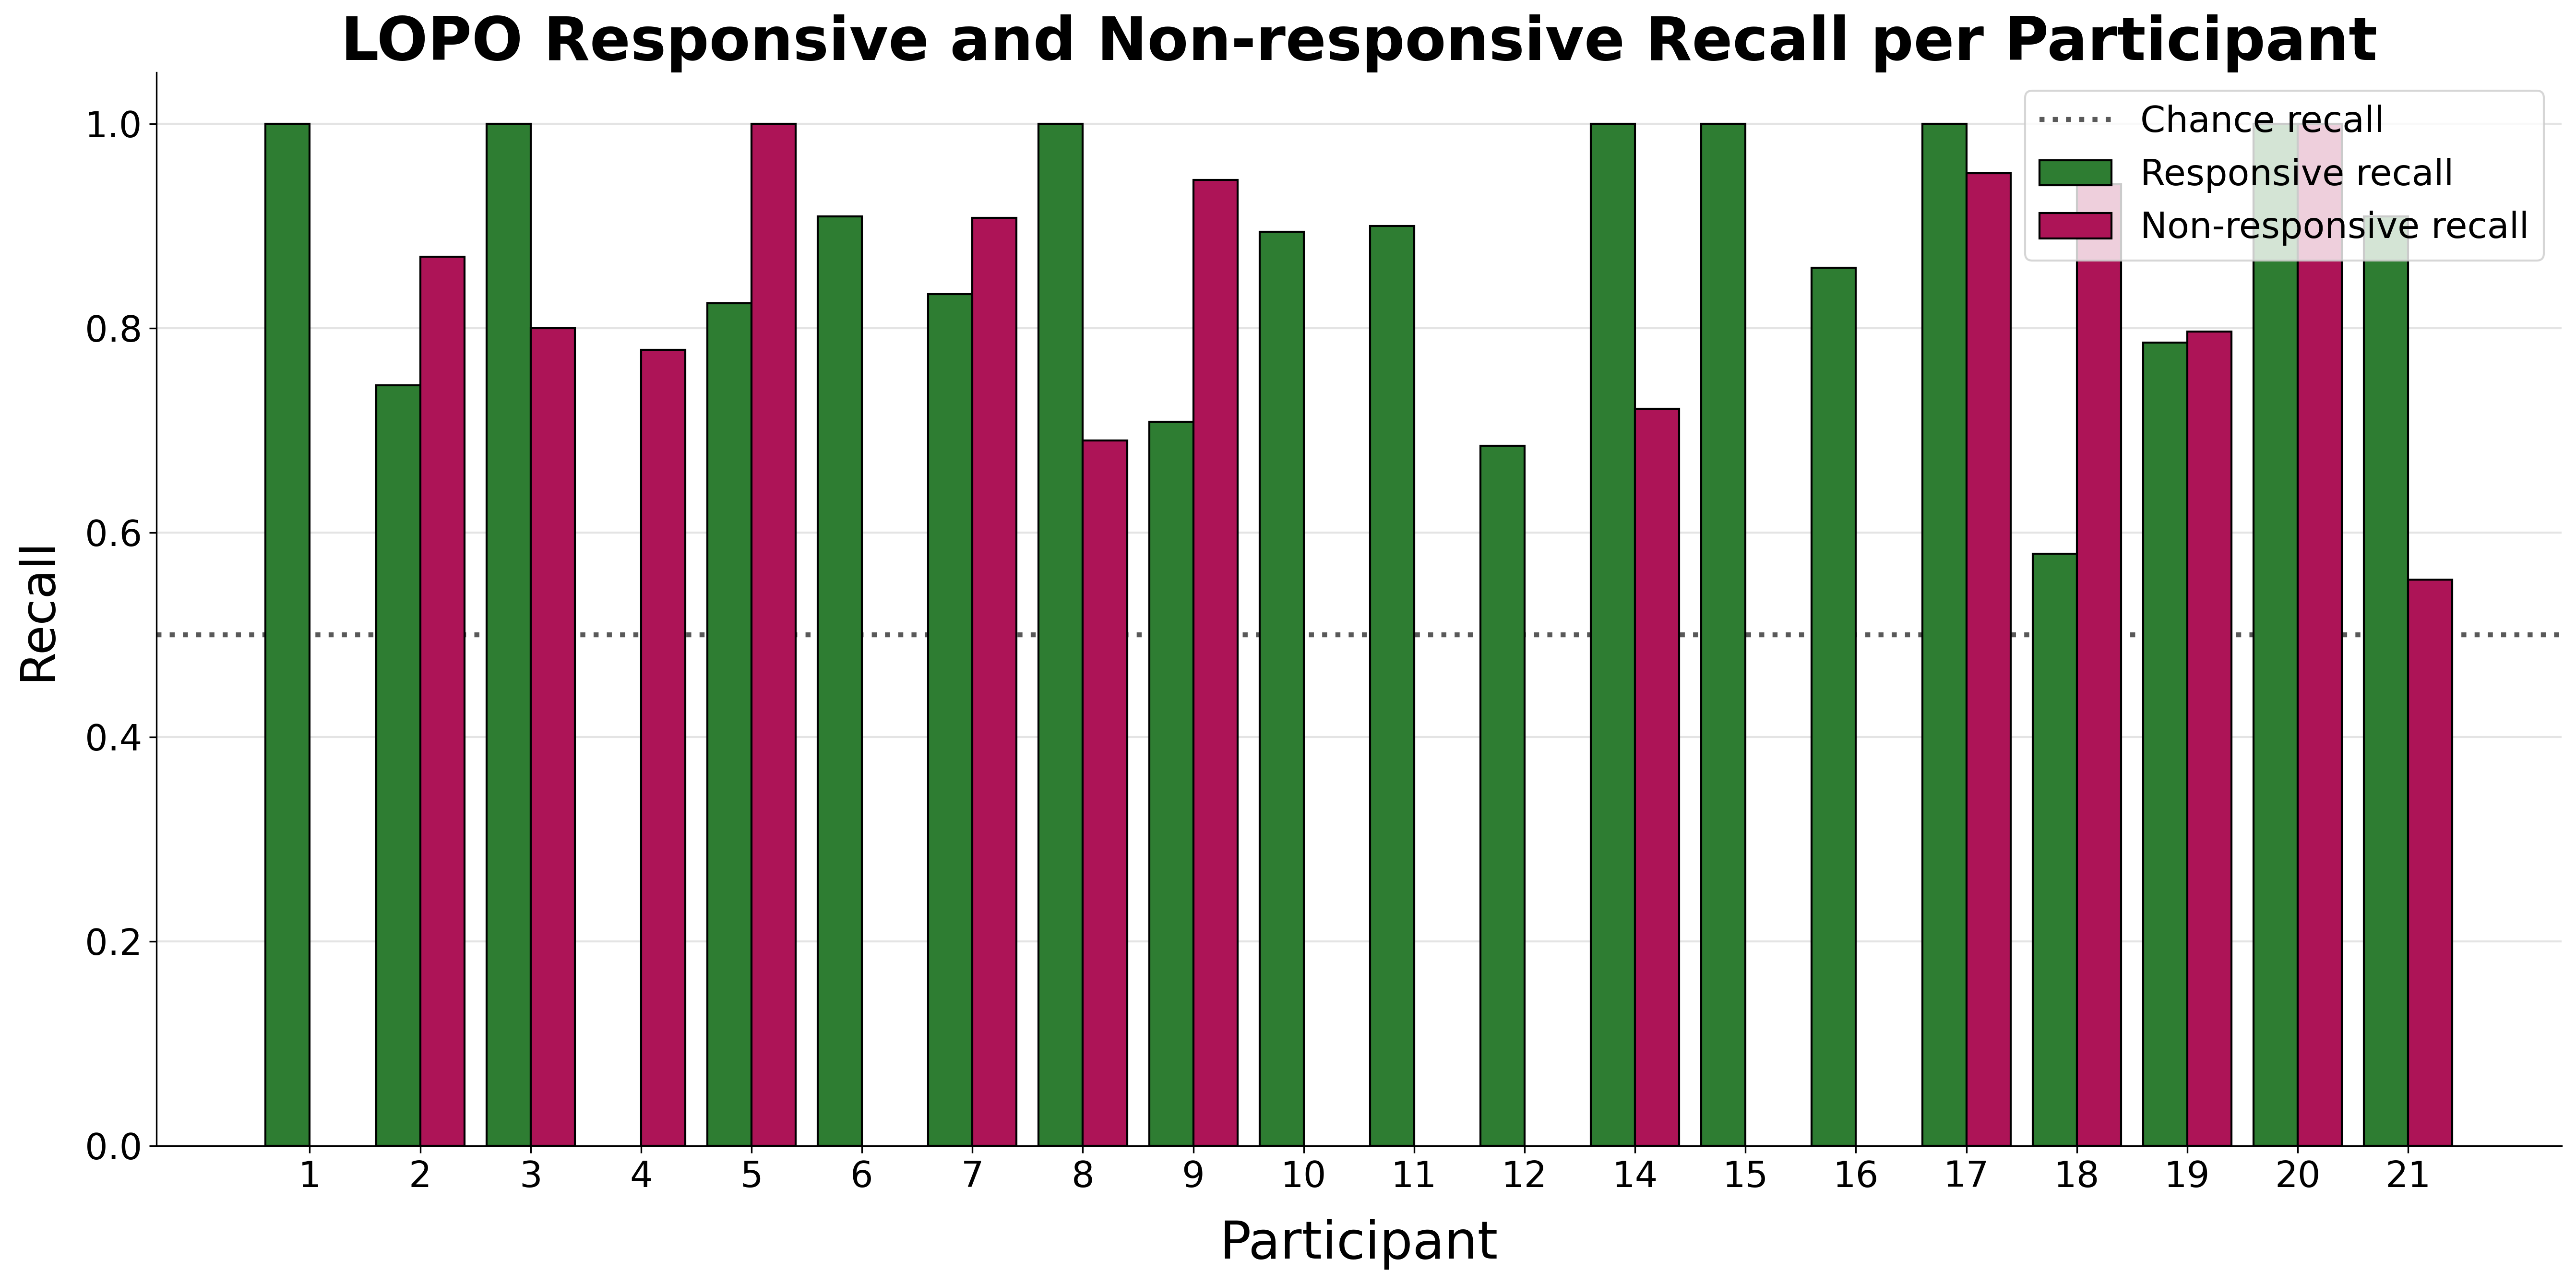 LOPO Responsive and Non-responsive Recall per Participant
Chance recall
Responsive recall
Non-responsive recall
Recall
1.0
0.8
0.6
0.4
0.2
0.0
1 2 3 4 5 6 7 8 9 10 11 12 14 15 16 17 18 19 20 21
Participant